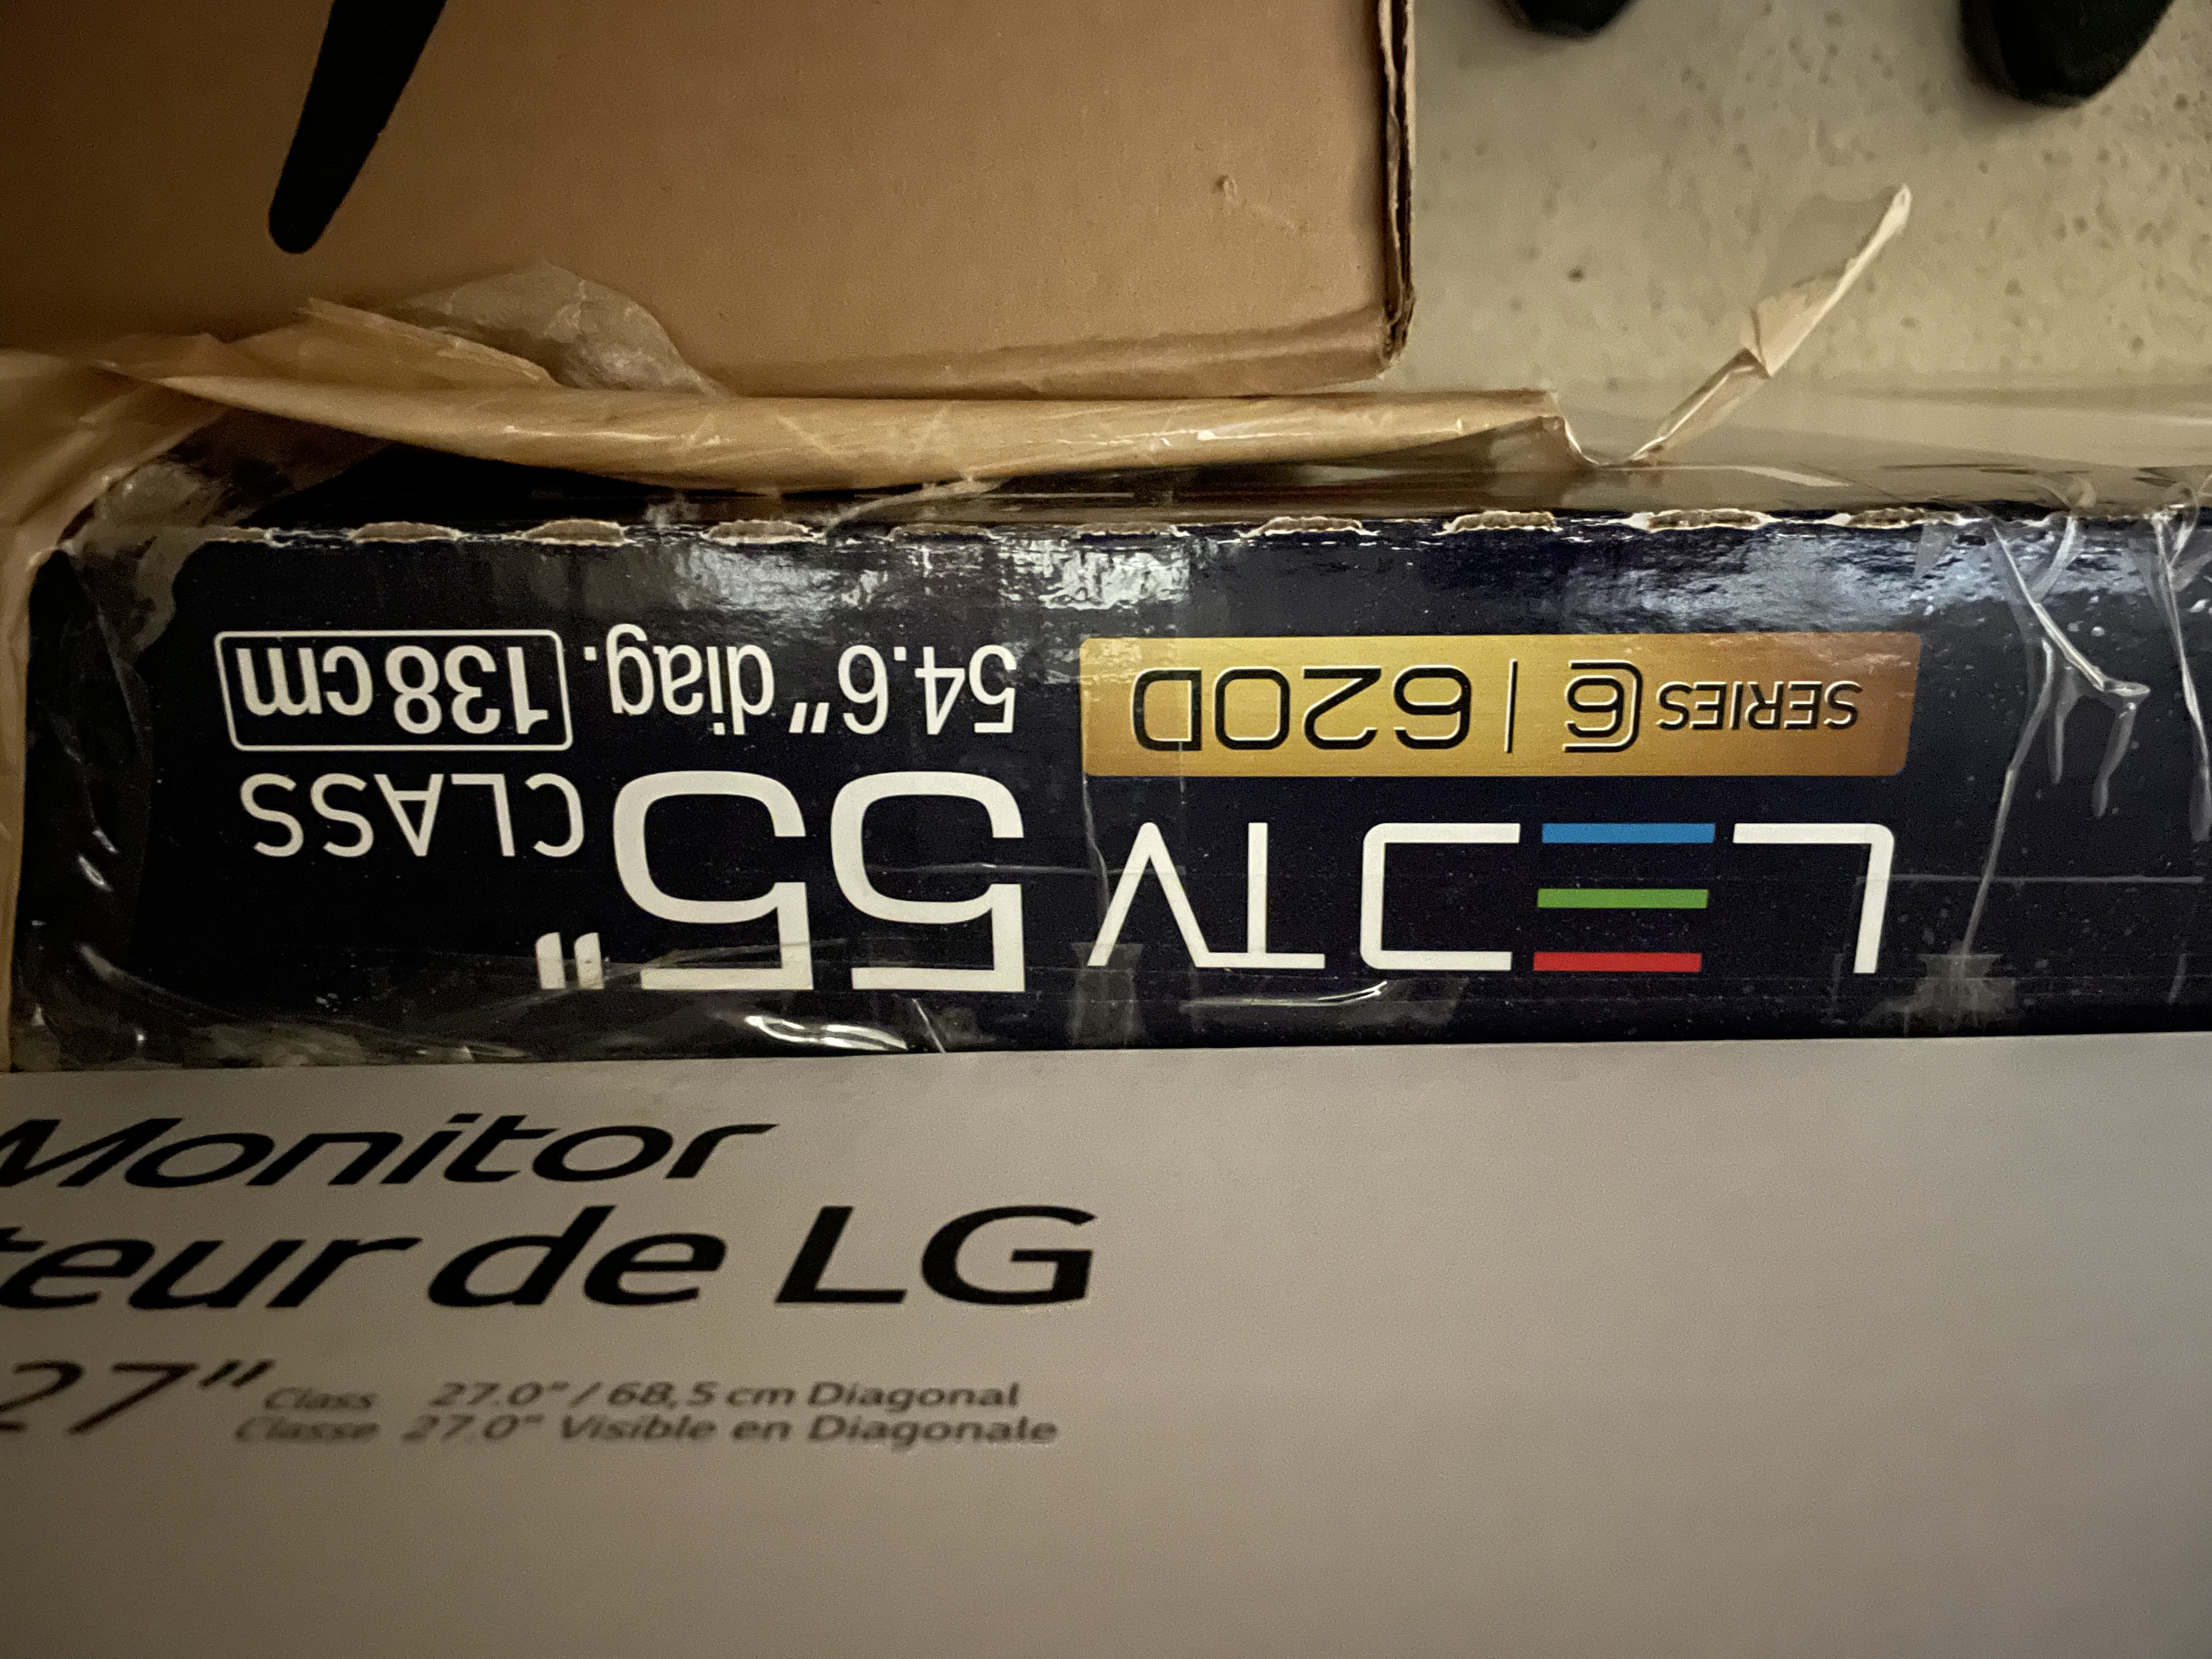 LED TV 55" CLASS
SERIES 6 | 620D 54.6" diag. 138 cm
Monitor
teur de LG
27" Class 27.0" / 68,5 cm Diagonal
Classe 27.0" Visible en Diagonale